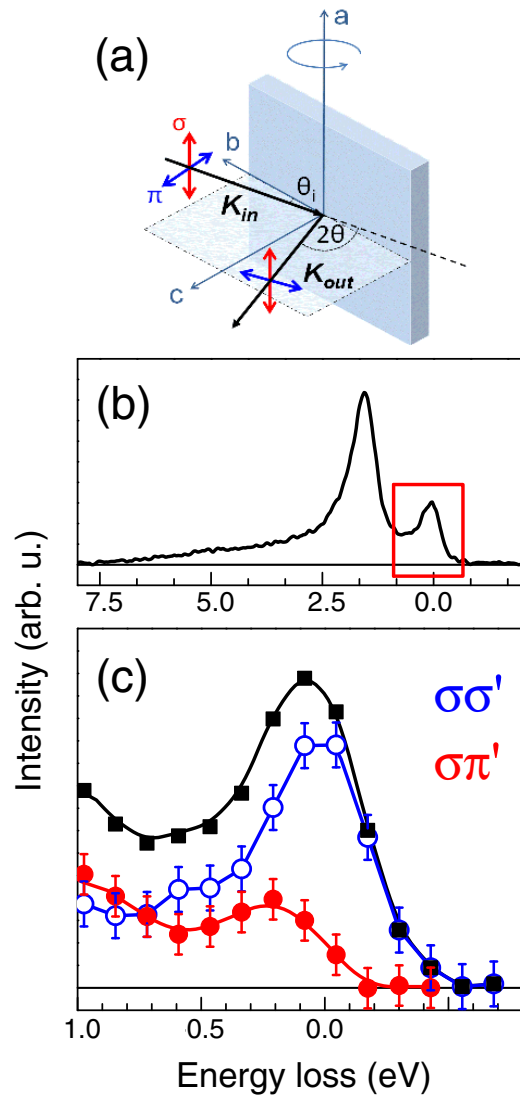 (a)
a
σ
b
π
θi
Kin
2θ
Kout
c
(b)
7.5 5.0 2.5 0.0
(c)
σσ'
σπ'
Intensity (arb. u.)
1.0 0.5 0.0
Energy loss (eV)